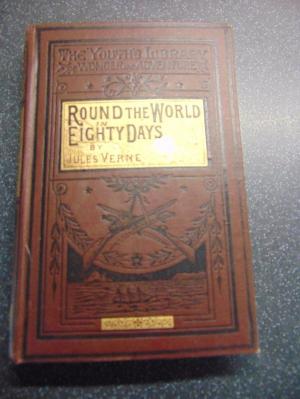 THE YOUTH'S LIBRARY
OF WONDER AND ADVENTURE
ROUND THE WORLD
IN
EIGHTY DAYS
BY
JULES VERNE